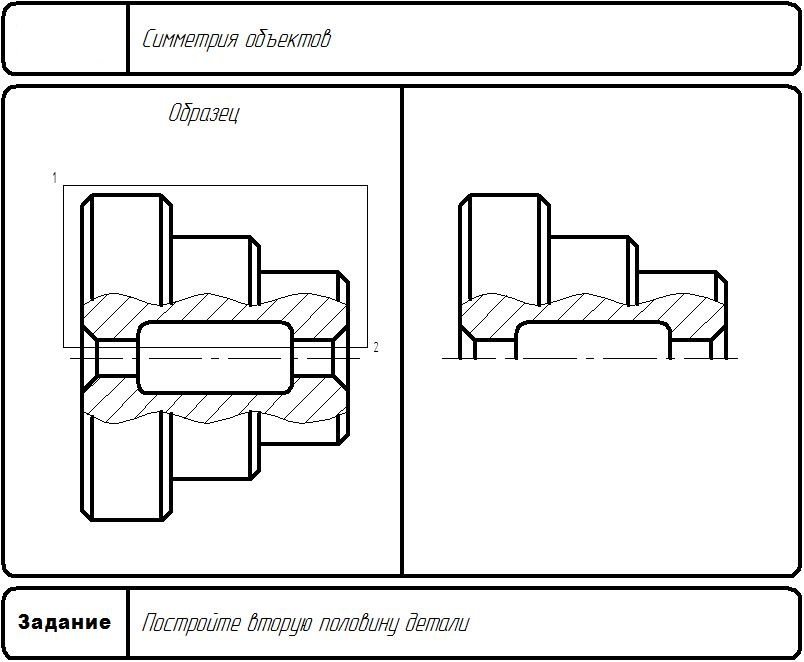 Симметрия объектов
Образец
1
2
Задание
Постройте вторую половину детали